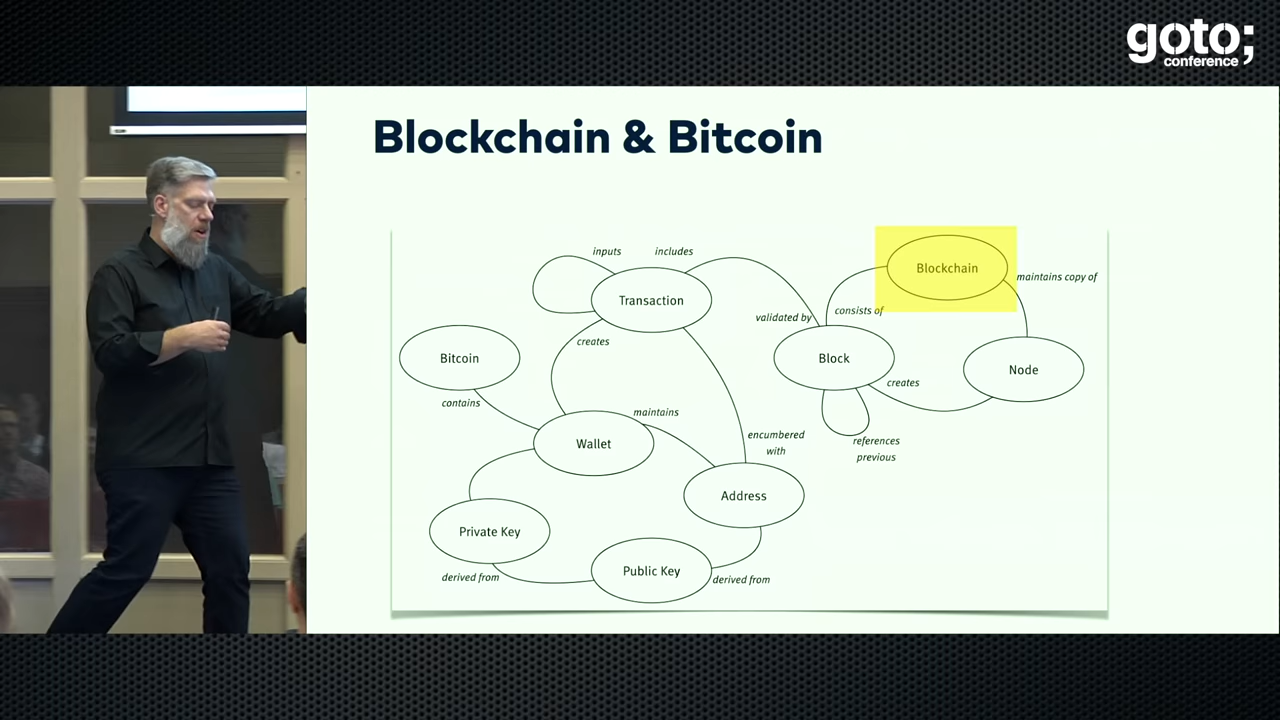 goto;
conference
Blockchain & Bitcoin
inputs
includes
Blockchain
Transaction
maintains copy of
validated by
consists of
creates
Bitcoin
Block
Node
creates
contains
maintains
Wallet
encumbered
with
references
previous
Address
Private Key
Public Key
derived from
derived from